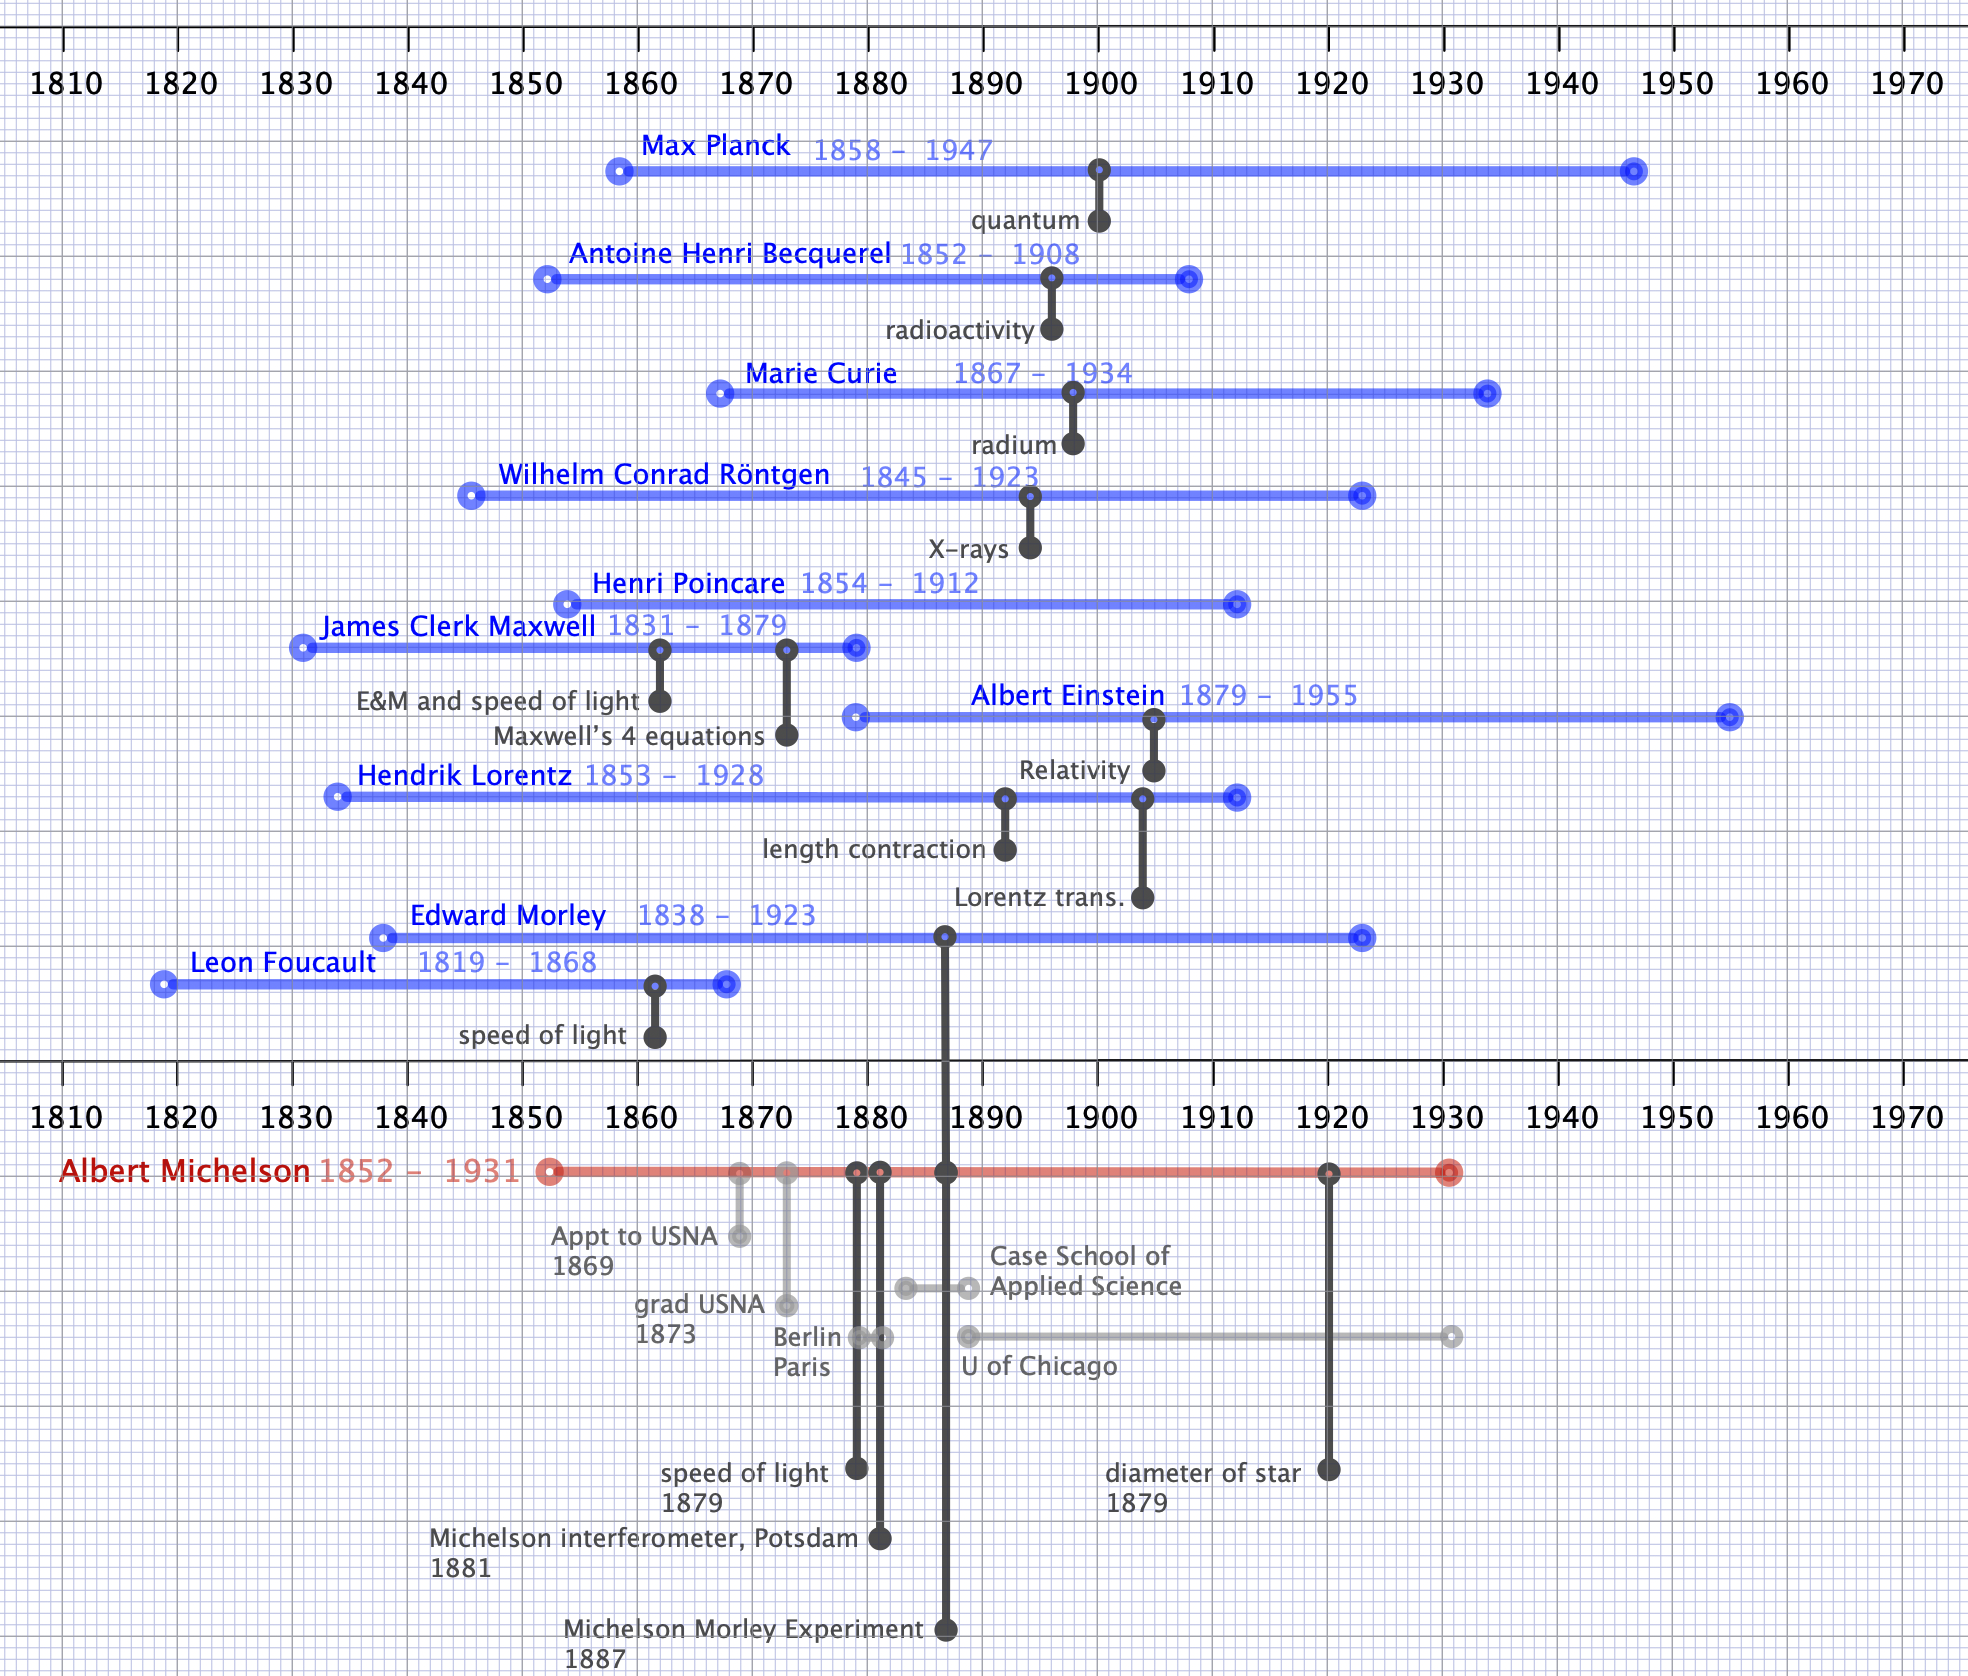 1810 1820 1830 1840 1850 1860 1870 1880 1890 1900 1910 1920 1930 1940 1950 1960 1970
Max Planck 1858 – 1947
quantum
Antoine Henri Becquerel 1852 – 1908
radioactivity
Marie Curie 1867 – 1934
radium
Wilhelm Conrad Röntgen 1845 – 1923
X-rays
Henri Poincare 1854 – 1912
James Clerk Maxwell 1831 – 1879
E&M and speed of light
Albert Einstein 1879 – 1955
Maxwell's 4 equations
Relativity
Hendrik Lorentz 1853 – 1928
length contraction
Lorentz trans.
Edward Morley 1838 – 1923
Leon Foucault 1819 – 1868
speed of light
1810 1820 1830 1840 1850 1860 1870 1880 1890 1900 1910 1920 1930 1940 1950 1960 1970
Albert Michelson 1852 – 1931
Appt to USNA
1869
Case School of
Applied Science
grad USNA
1873
Berlin
Paris
U of Chicago
speed of light
1879
diameter of star
1879
Michelson interferometer, Potsdam
1881
Michelson Morley Experiment
1887